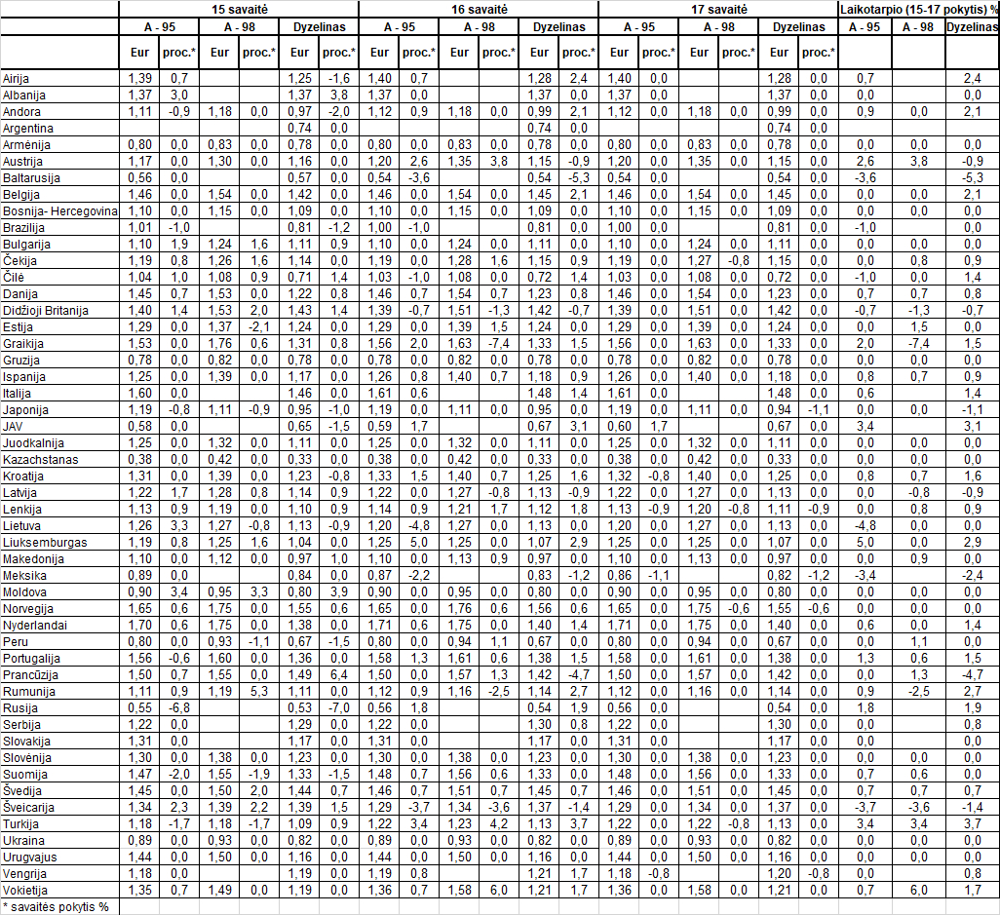 15 savaitė 16 savaitė 17 savaitė Laikotarpio (15-17 pokytis) %
A - 95 A - 98 Dyzelinas A - 95 A - 98 Dyzelinas A - 95 A - 98 Dyzelinas A - 95 A - 98 Dyzelinas
Eur proc.* Eur proc.* Eur proc.* Eur proc.* Eur proc.* Eur proc.* Eur proc.* Eur proc.* Eur proc.*
Airija 1,39 0,7 1,25 -1,6 1,40 0,7 1,28 2,4 1,40 0,0 1,28 0,0 0,7 2,4
Albanija 1,37 3,0 1,37 3,8 1,37 0,0 1,37 0,0 1,37 0,0 1,37 0,0 0,0 0,0
Andora 1,11 -0,9 1,18 0,0 0,97 -2,0 1,12 0,9 1,18 0,0 0,99 2,1 1,12 0,0 1,18 0,0 0,99 0,0 0,9 0,0 2,1
Argentina 0,74 0,0 0,74 0,0 0,74 0,0 0,0
Armėnija 0,80 0,0 0,83 0,0 0,78 0,0 0,80 0,0 0,83 0,0 0,78 0,0 0,80 0,0 0,83 0,0 0,78 0,0 0,0 0,0 0,0
Austrija 1,17 0,0 1,30 0,0 1,16 0,0 1,20 2,6 1,35 3,8 1,15 -0,9 1,20 0,0 1,35 0,0 1,15 0,0 2,6 3,8 -0,9
Baltarusija 0,56 0,0 0,57 0,0 0,54 -3,6 0,54 -5,3 0,54 0,0 0,54 0,0 -3,6 -5,3
Belgija 1,46 0,0 1,54 0,0 1,42 0,0 1,46 0,0 1,54 0,0 1,45 2,1 1,46 0,0 1,54 0,0 1,45 0,0 0,0 0,0 2,1
Bosnija- Hercegovina 1,10 0,0 1,15 0,0 1,09 0,0 1,10 0,0 1,15 0,0 1,09 0,0 1,10 0,0 1,15 0,0 1,09 0,0 0,0 0,0 0,0
Brazilija 1,01 -1,0 0,81 -1,2 1,00 -1,0 0,81 0,0 1,00 0,0 0,81 0,0 -1,0 0,0
Bulgarija 1,10 1,9 1,24 1,6 1,11 0,9 1,10 0,0 1,24 0,0 1,11 0,0 1,10 0,0 1,24 0,0 1,11 0,0 0,0 0,0 0,0
Čekija 1,19 0,8 1,26 1,6 1,14 0,0 1,19 0,0 1,28 1,6 1,15 0,9 1,19 0,0 1,27 -0,8 1,15 0,0 0,0 0,8 0,9
Čilė 1,04 1,0 1,08 0,9 0,71 1,4 1,03 -1,0 1,08 0,0 0,72 1,4 1,03 0,0 1,08 0,0 0,72 0,0 -1,0 0,0 1,4
Danija 1,45 0,7 1,53 0,0 1,22 0,8 1,46 0,7 1,54 0,7 1,23 0,8 1,46 0,0 1,54 0,0 1,23 0,0 0,7 0,7 0,8
Didžioji Britanija 1,40 1,4 1,53 2,0 1,43 1,4 1,39 -0,7 1,51 -1,3 1,42 -0,7 1,39 0,0 1,51 0,0 1,42 0,0 -0,7 -1,3 -0,7
Estija 1,29 0,0 1,37 -2,1 1,24 0,0 1,29 0,0 1,39 1,5 1,24 0,0 1,29 0,0 1,39 0,0 1,24 0,0 0,0 1,5 0,0
Graikija 1,53 0,0 1,76 0,6 1,31 0,8 1,56 2,0 1,63 -7,4 1,33 1,5 1,56 0,0 1,63 0,0 1,33 0,0 2,0 -7,4 1,5
Gruzija 0,78 0,0 0,82 0,0 0,78 0,0 0,78 0,0 0,82 0,0 0,78 0,0 0,78 0,0 0,82 0,0 0,78 0,0 0,0 0,0 0,0
Ispanija 1,25 0,0 1,39 0,0 1,17 0,0 1,26 0,8 1,40 0,7 1,18 0,9 1,26 0,0 1,40 0,0 1,18 0,0 0,8 0,7 0,9
Italija 1,60 0,0 1,46 0,0 1,61 0,6 1,48 1,4 1,61 0,0 1,48 0,0 0,6 1,4
Japonija 1,19 -0,8 1,11 -0,9 0,95 -1,0 1,19 0,0 1,11 0,0 0,95 0,0 1,19 0,0 1,11 0,0 0,94 -1,1 0,0 0,0 -1,1
JAV 0,58 0,0 0,65 -1,5 0,59 1,7 0,67 3,1 0,60 1,7 0,67 0,0 3,4 3,1
Juodkalnija 1,25 0,0 1,32 0,0 1,11 0,0 1,25 0,0 1,32 0,0 1,11 0,0 1,25 0,0 1,32 0,0 1,11 0,0 0,0 0,0 0,0
Kazachstanas 0,38 0,0 0,42 0,0 0,33 0,0 0,38 0,0 0,42 0,0 0,33 0,0 0,38 0,0 0,42 0,0 0,33 0,0 0,0 0,0 0,0
Kroatija 1,31 0,0 1,39 0,0 1,23 -0,8 1,33 1,5 1,40 0,7 1,25 1,6 1,32 -0,8 1,40 0,0 1,25 0,0 0,8 0,7 1,6
Latvija 1,22 1,7 1,28 0,8 1,14 0,9 1,22 0,0 1,27 -0,8 1,13 -0,9 1,22 0,0 1,27 0,0 1,13 0,0 0,0 -0,8 -0,9
Lenkija 1,13 0,9 1,19 0,0 1,10 0,9 1,14 0,9 1,21 1,7 1,12 1,8 1,13 -0,9 1,20 -0,8 1,11 -0,9 0,0 0,8 0,9
Lietuva 1,26 3,3 1,27 -0,8 1,13 -0,9 1,20 -4,8 1,27 0,0 1,13 0,0 1,20 0,0 1,27 0,0 1,13 0,0 -4,8 0,0 0,0
Liuksemburgas 1,19 0,8 1,25 1,6 1,04 0,0 1,25 5,0 1,25 0,0 1,07 2,9 1,25 0,0 1,25 0,0 1,07 0,0 5,0 0,0 2,9
Makedonija 1,10 0,0 1,12 0,0 0,97 1,0 1,10 0,0 1,13 0,9 0,97 0,0 1,10 0,0 1,13 0,0 0,97 0,0 0,0 0,9 0,0
Meksika 0,89 0,0 0,84 0,0 0,87 -2,2 0,83 -1,2 0,86 -1,1 0,82 -1,2 -3,4 -2,4
Moldova 0,90 3,4 0,95 3,3 0,80 3,9 0,90 0,0 0,95 0,0 0,80 0,0 0,90 0,0 0,95 0,0 0,80 0,0 0,0 0,0 0,0
Norvegija 1,65 0,6 1,75 0,0 1,55 0,6 1,65 0,0 1,76 0,6 1,56 0,6 1,65 0,0 1,75 -0,6 1,55 -0,6 0,0 0,0 0,0
Nyderlandai 1,70 0,6 1,75 0,0 1,38 0,0 1,71 0,6 1,75 0,0 1,40 1,4 1,71 0,0 1,75 0,0 1,40 0,0 0,6 0,0 1,4
Peru 0,80 0,0 0,93 -1,1 0,67 -1,5 0,80 0,0 0,94 1,1 0,67 0,0 0,80 0,0 0,94 0,0 0,67 0,0 0,0 1,1 0,0
Portugalija 1,56 -0,6 1,60 0,0 1,36 0,0 1,58 1,3 1,61 0,6 1,38 1,5 1,58 0,0 1,61 0,0 1,38 0,0 1,3 0,6 1,5
Prancūzija 1,50 0,7 1,55 0,0 1,49 6,4 1,50 0,0 1,57 1,3 1,42 -4,7 1,50 0,0 1,57 0,0 1,42 0,0 0,0 1,3 -4,7
Rumunija 1,11 0,9 1,19 5,3 1,11 0,0 1,12 0,9 1,16 -2,5 1,14 2,7 1,12 0,0 1,16 0,0 1,14 0,0 0,9 -2,5 2,7
Rusija 0,55 -6,8 0,53 -7,0 0,56 1,8 0,54 1,9 0,56 0,0 0,54 0,0 1,8 1,9
Serbija 1,22 0,0 1,29 0,0 1,22 0,0 1,30 0,8 1,22 0,0 1,30 0,0 0,0 0,8
Slovakija 1,31 0,0 1,17 0,0 1,31 0,0 1,17 0,0 1,31 0,0 1,17 0,0 0,0 0,0
Slovėnija 1,30 0,0 1,38 0,0 1,23 0,0 1,30 0,0 1,38 0,0 1,23 0,0 1,30 0,0 1,38 0,0 1,23 0,0 0,0 0,0 0,0
Suomija 1,47 -2,0 1,55 -1,9 1,33 -1,5 1,48 0,7 1,56 0,6 1,33 0,0 1,48 0,0 1,56 0,0 1,33 0,0 0,7 0,6 0,0
Švedija 1,45 0,0 1,50 2,0 1,44 0,7 1,46 0,7 1,51 0,7 1,45 0,7 1,46 0,0 1,51 0,0 1,45 0,0 0,7 0,7 0,7
Šveicarija 1,34 2,3 1,39 2,2 1,39 1,5 1,29 -3,7 1,34 -3,6 1,37 -1,4 1,29 0,0 1,34 0,0 1,37 0,0 -3,7 -3,6 -1,4
Turkija 1,18 -1,7 1,18 -1,7 1,09 0,9 1,22 3,4 1,23 4,2 1,13 3,7 1,22 0,0 1,22 -0,8 1,13 0,0 3,4 3,4 3,7
Ukraina 0,89 0,0 0,93 0,0 0,82 0,0 0,89 0,0 0,93 0,0 0,82 0,0 0,89 0,0 0,93 0,0 0,82 0,0 0,0 0,0 0,0
Urugvajus 1,44 0,0 1,50 0,0 1,16 0,0 1,44 0,0 1,50 0,0 1,16 0,0 1,44 0,0 1,50 0,0 1,16 0,0 0,0 0,0 0,0
Vengrija 1,18 0,0 1,19 0,0 1,19 0,8 1,21 1,7 1,18 -0,8 1,20 -0,8 0,0 0,8
Vokietija 1,35 0,7 1,49 0,0 1,19 0,0 1,36 0,7 1,58 6,0 1,21 1,7 1,36 0,0 1,58 0,0 1,21 0,0 0,7 6,0 1,7
* savaitės pokytis %